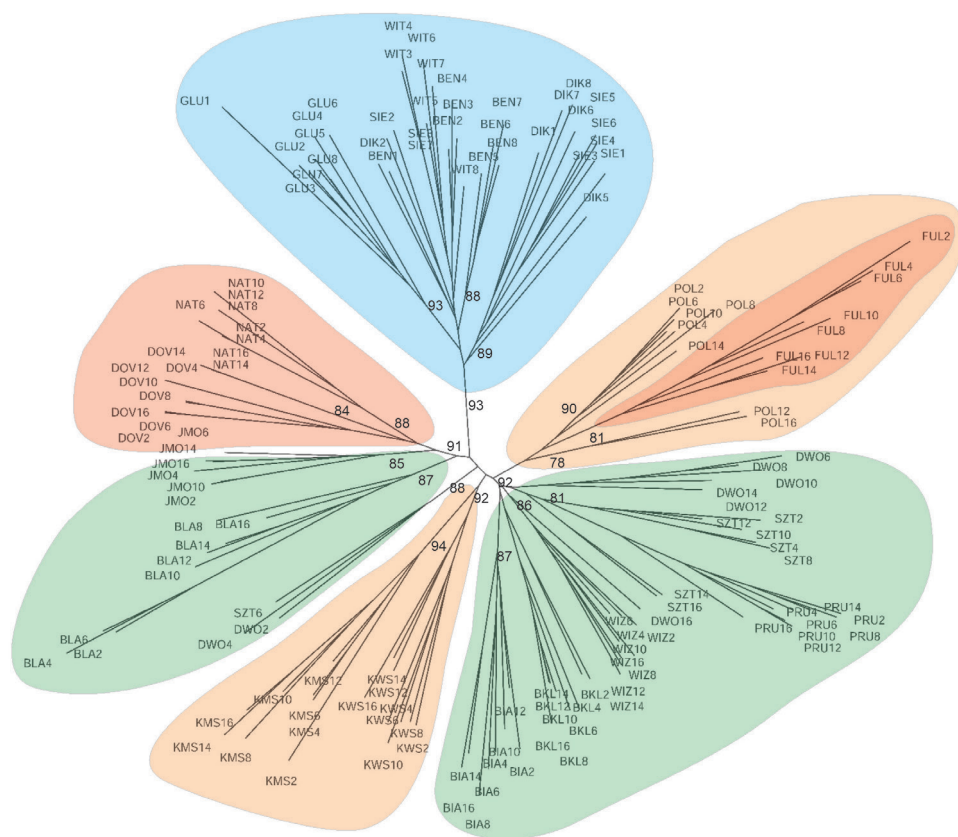 WIT4
WIT6
WIT3
WIT7
BEN4
WIT5
BEN3
BEN7
BEN2
BEN6
BEN8
BEN5
WIT8
GLU1
GLU6
GLU4
GLU5
GLU2
GLU8
GLU7
GLU3
SIE2
DIK2
BEN1
SIE7
DIK8
DIK7
DIK6
SIE5
SIE6
DIK1
SIE4
SIE3
SIE1
DIK5
93
88
89
93
FUL2
FUL4
FUL6
FUL10
FUL8
FUL16
FUL12
FUL14
POL2
POL6
POL8
POL10
POL4
POL14
POL12
POL16
90
81
78
NAT10
NAT12
NAT6
NAT8
NAT2
NAT4
NAT16
NAT14
DOV14
DOV12
DOV4
DOV10
DOV8
DOV16
DOV6
DOV2
84
88
91
JMO6
JMO14
JMO16
JMO4
JMO10
JMO2
85
87
88
BLA8
BLA16
BLA14
BLA12
BLA10
BLA6
BLA2
BLA4
SZT6
DWO2
DWO4
92
94
KMS12
KMS10
KMS16
KMS6
KMS4
KMS14
KMS8
KMS2
KWS14
KWS12
KWS16
KWS4
KWS6
KWS8
KWS2
KWS10
92
86
81
87
DWO6
DWO8
DWO10
DWO14
DWO12
SZT2
SZT12
SZT10
SZT4
SZT8
SZT14
SZT16
DWO16
PRU4
PRU14
PRU16
PRU6
PRU2
PRU10
PRU8
PRU12
WIZ6
WIZ4
WIZ2
WIZ10
WIZ16
WIZ8
WIZ12
WIZ14
BKL14
BKL2
BKL12
BKL4
BKL10
BKL6
BKL16
BKL8
BIA12
BIA10
BIA4
BIA2
BIA14
BIA6
BIA16
BIA8